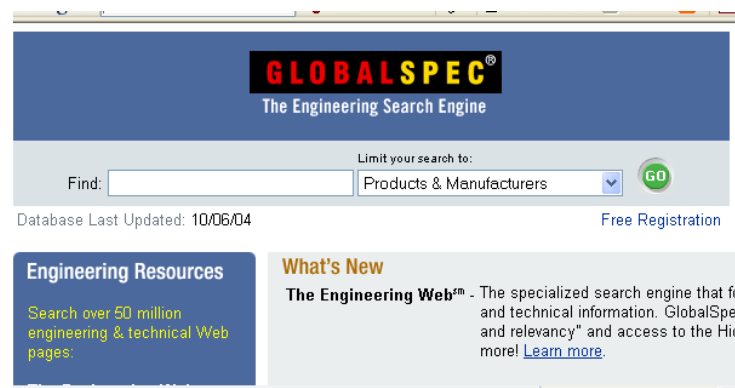 GLOBALSPEC®
The Engineering Search Engine
Limit your search to:
Find: Products & Manufacturers GO
Database Last Updated: 10/06/04 Free Registration
Engineering Resources
Search over 50 million
engineering & technical Web
pages:
What's New
The Engineering Web℠ - The specialized search engine that
and technical information.
and relevancy" and access to the
more! Learn more.